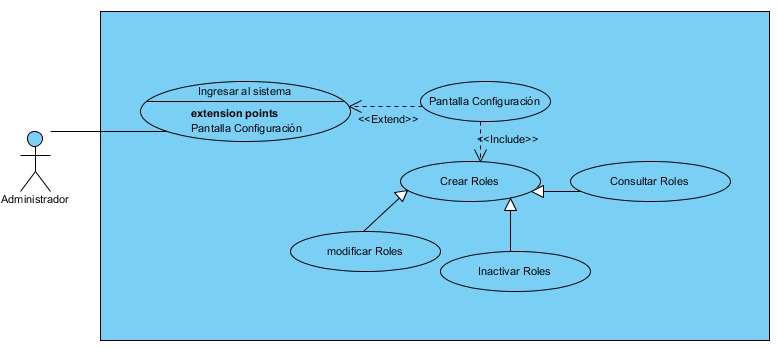 Ingresar al sistema
extension points
Pantalla Configuración
<<Extend>>
Pantalla Configuración
<<Include>>
Administrador
Crear Roles
Consultar Roles
modificar Roles
Inactivar Roles